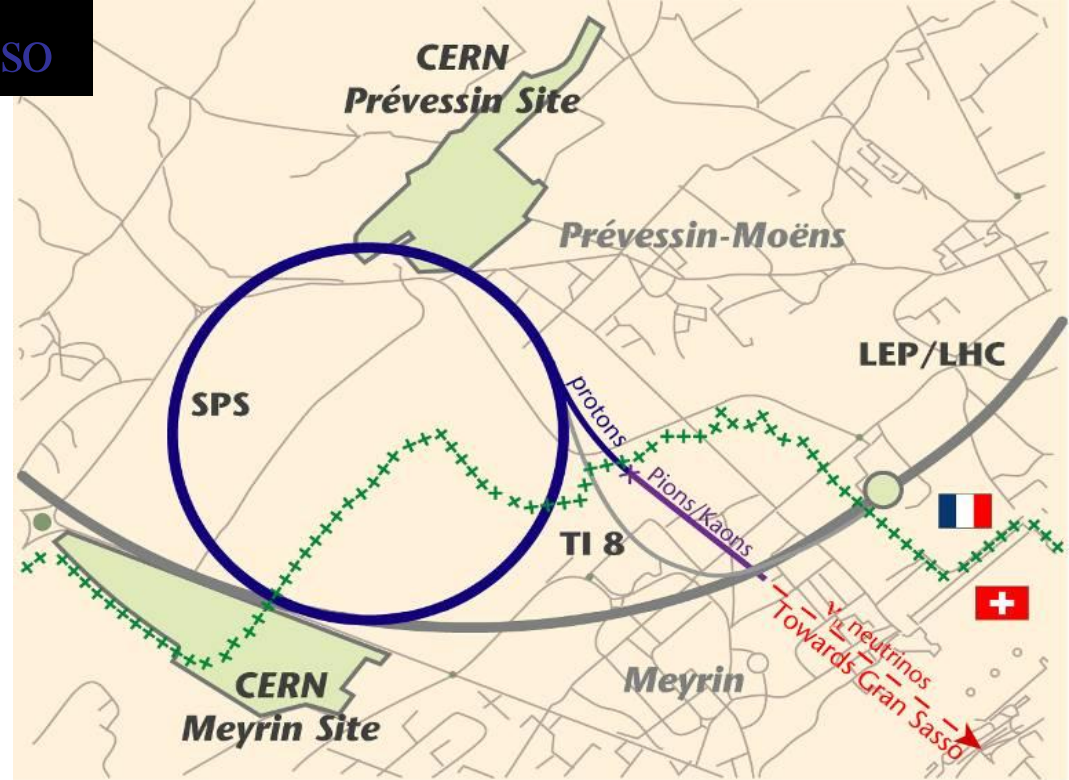 SO
CERN
Prévessin Site
Prévessin-Moëns
LEP/LHC
SPS
protons
Pions/Kaons
TI 8
νμ neutrinos
Towards Gran Sasso
Meyrin
CERN
Meyrin Site